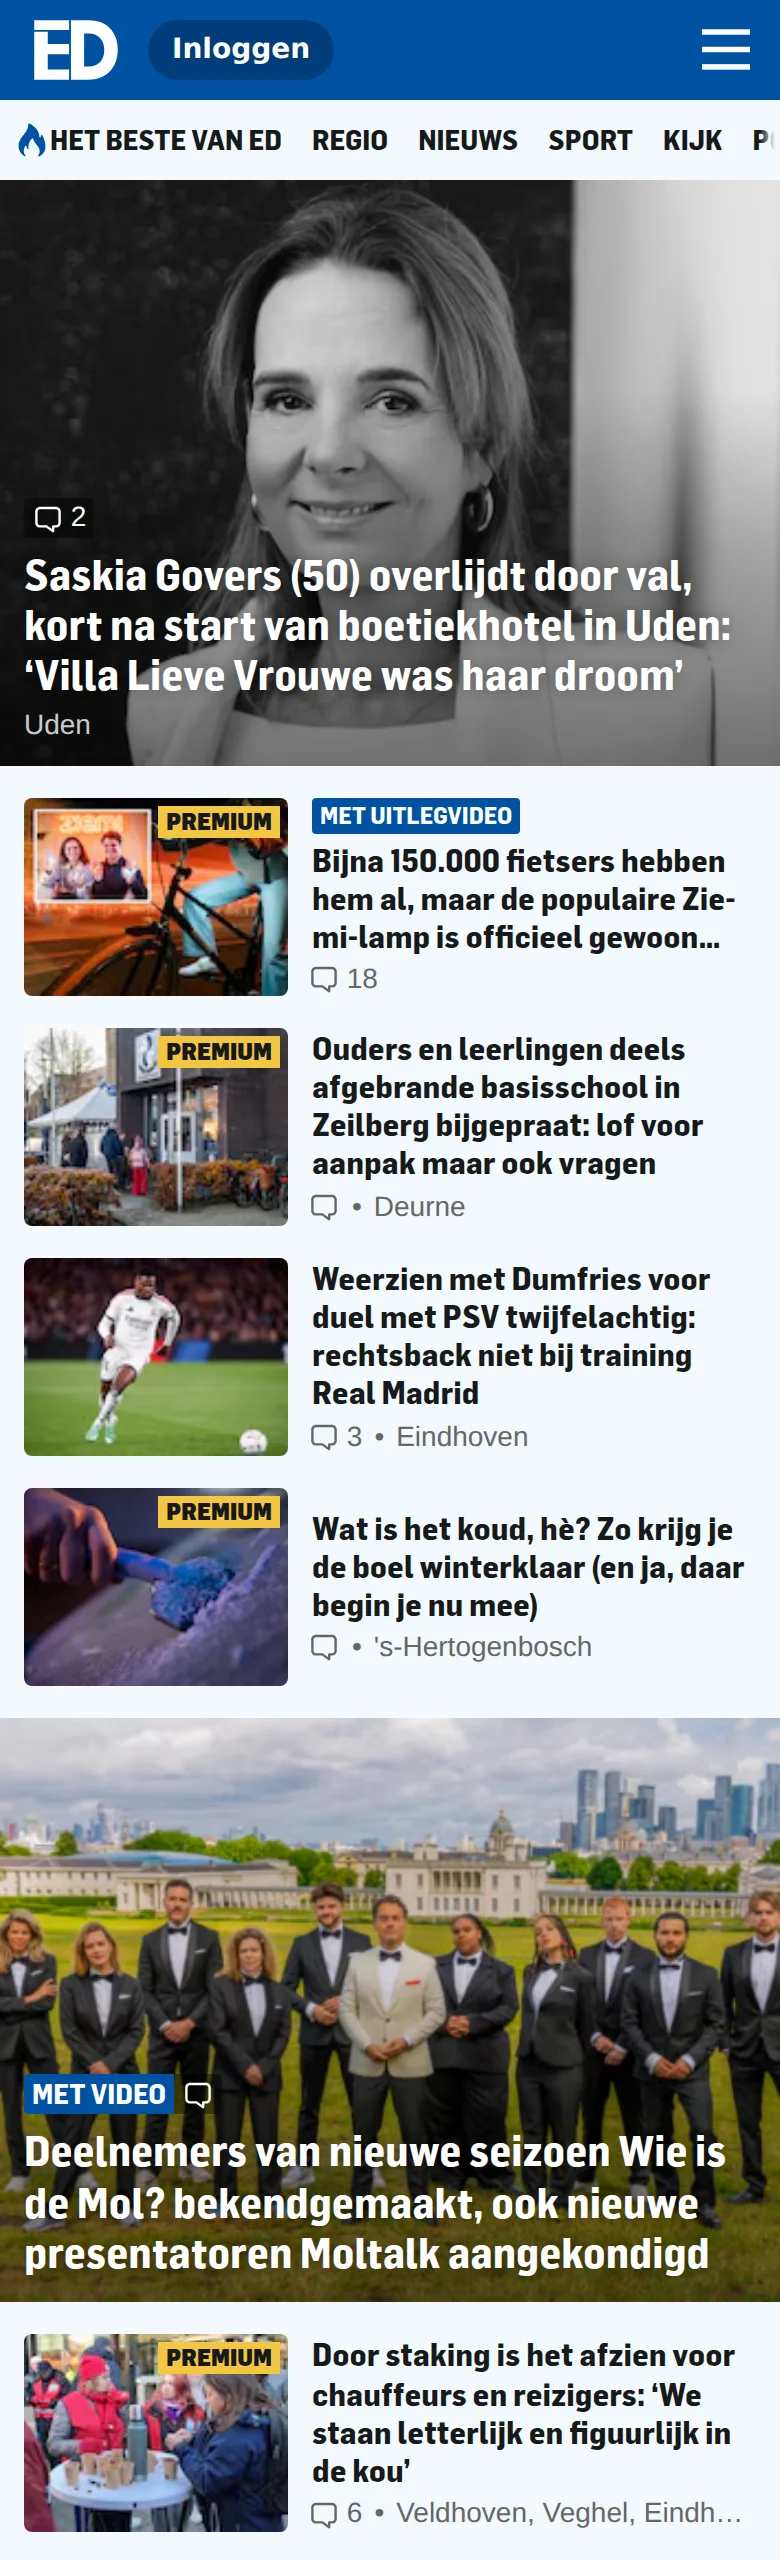 ED
Inloggen
HET BESTE VAN ED REGIO NIEUWS SPORT KIJK
2
Saskia Govers (50) overlijdt door val,
kort na start van boetiekhotel in Uden:
‘Villa Lieve Vrouwe was haar droom’
Uden
PREMIUM
MET UITLEGVIDEO
Bijna 150.000 fietsers hebben
hem al, maar de populaire Zie-
mi-lamp is officieel gewoon...
18
PREMIUM
Ouders en leerlingen deels
afgebrande basisschool in
Zeilberg bijgepraat: lof voor
aanpak maar ook vragen
• Deurne
Weerzien met Dumfries voor
duel met PSV twijfelachtig:
rechtsback niet bij training
Real Madrid
3 • Eindhoven
PREMIUM
Wat is het koud, hè? Zo krijg je
de boel winterklaar (en ja, daar
begin je nu mee)
• 's-Hertogenbosch
MET VIDEO
Deelnemers van nieuwe seizoen Wie is
de Mol? bekendgemaakt, ook nieuwe
presentatoren Moltalk aangekondigd
PREMIUM
Door staking is het afzien voor
chauffeurs en reizigers: ‘We
staan letterlijk en figuurlijk in
de kou’
6 • Veldhoven, Veghel, Eindh…